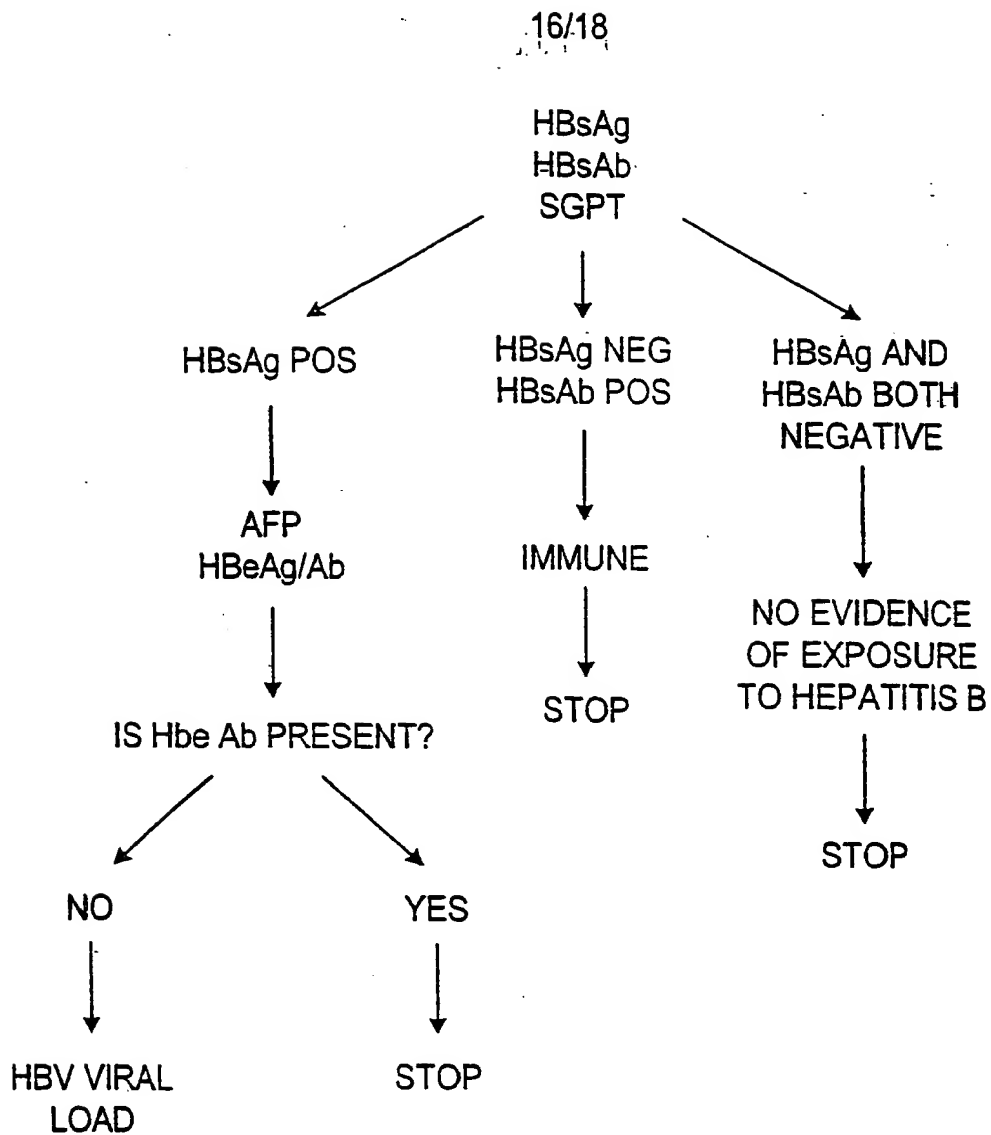 16/18
HBsAg
HBsAb
SGPT
HBsAg POS
HBsAg NEG
HBsAb POS
HBsAg AND
HBsAb BOTH
NEGATIVE
AFP
HBeAg/Ab
IMMUNE
NO EVIDENCE
OF EXPOSURE
TO HEPATITIS B
IS Hbe Ab PRESENT?
STOP
STOP
NO
YES
HBV VIRAL
LOAD
STOP